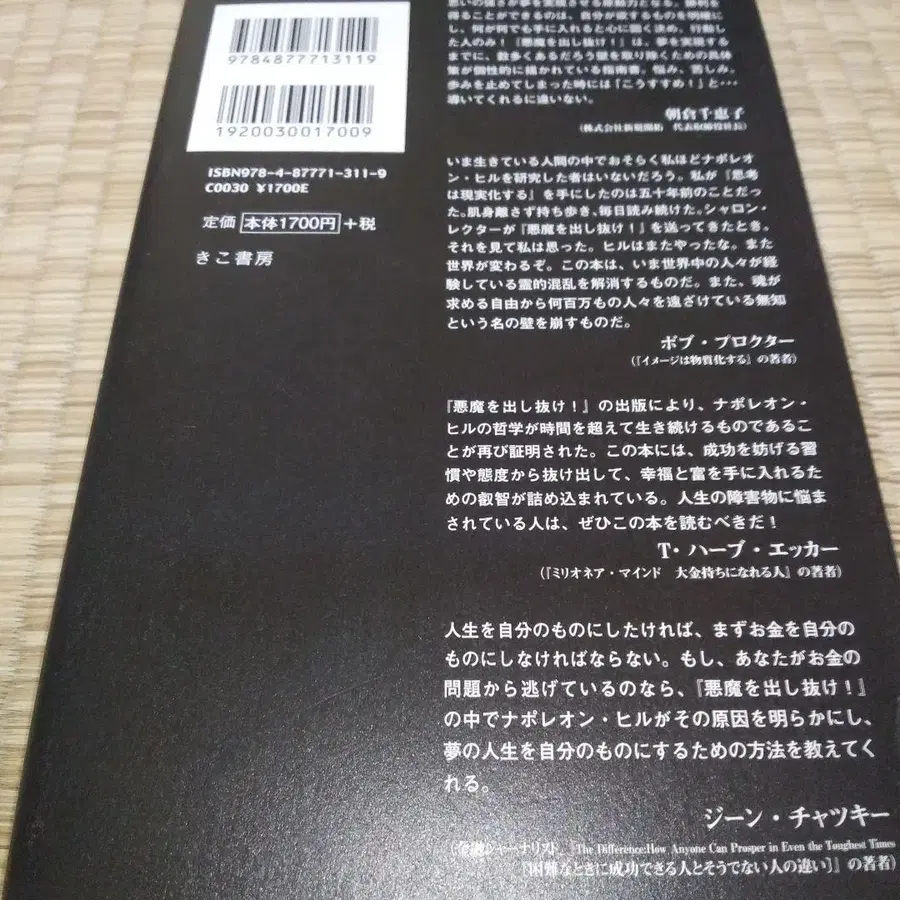 9784877713119
1920030017009
ISBN978-4-87771-311-9
C0030 ¥1700E
定価 本体1700円 +税
きこ書房
思いの強さが夢を実現させる原動力となる。勝利を
得ることができるのは、自分が欲するものを明確に
し、何が何でも手に入れると心に固く決め、行動し
た人のみ！『悪魔を出し抜け！』は、夢を実現する
までに、数多くあるだろう壁を取り除くための具体
策が個性的に描かれている指南書。悩み、苦しみ、
歩みを止めてしまった時には「こうすすめ！」と…
導いてくれるに違いない。
朝倉千恵子
（株式会社新規開拓 代表取締役社長）
いま生きている人間の中でおそらく私ほどナポレオ
ン・ヒルを研究した者はいないだろう。私が『思考
は現実化する』を手にしたのは五十年前のことだっ
た。肌身離さず持ち歩き、毎日読み続けた。シャロン・
レクターが『悪魔を出し抜け！』を送ってきたとき、
それを見て私は思った。ヒルはまたやったな。また
世界が変わるぞ。この本は、いま世界中の人々が経
験している霊的混乱を解消するものだ。また、魂が
求める自由から何百万もの人々を遠ざけている無知
という名の壁を崩すものだ。
ボブ・プロクター
（『イメージは物質化する』の著者）
『悪魔を出し抜け！』の出版により、ナポレオン・
ヒルの哲学が時間を超えて生き続けるものであるこ
とが再び証明された。この本には、成功を妨げる習
慣や態度から抜け出して、幸福と富を手に入れるた
めの叡智が詰め込まれている。人生の障害物に悩ま
されている人は、ぜひこの本を読むべきだ！
T・ハーブ・エッカー
（『ミリオネア・マインド 大金持ちになれる人』の著者）
人生を自分のものにしたければ、まずお金を自分の
ものにしなければならない。もし、あなたがお金の
問題から逃げているのなら、『悪魔を出し抜け！』
の中でナポレオン・ヒルがその原因を明らかにし、
夢の人生を自分のものにするための方法を教えてく
れる。
ジーン・チャツキー
（金融ジャーナリスト 『The Difference:How Anyone Can Prosper in Even the Toughest Times
［困難なときに成功できる人とそうでない人の違い］』の著者）